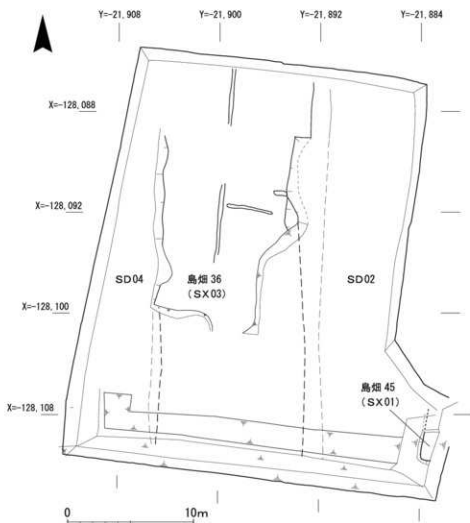 Y=-21,908
Y=-21,900
Y=-21,892
Y=-21,884
X=-128,088
X=-128,092
X=-128,100
X=-128,108
SD04
島畑 36
(SX03)
SD02
島畑 45
(SX01)
0
10m